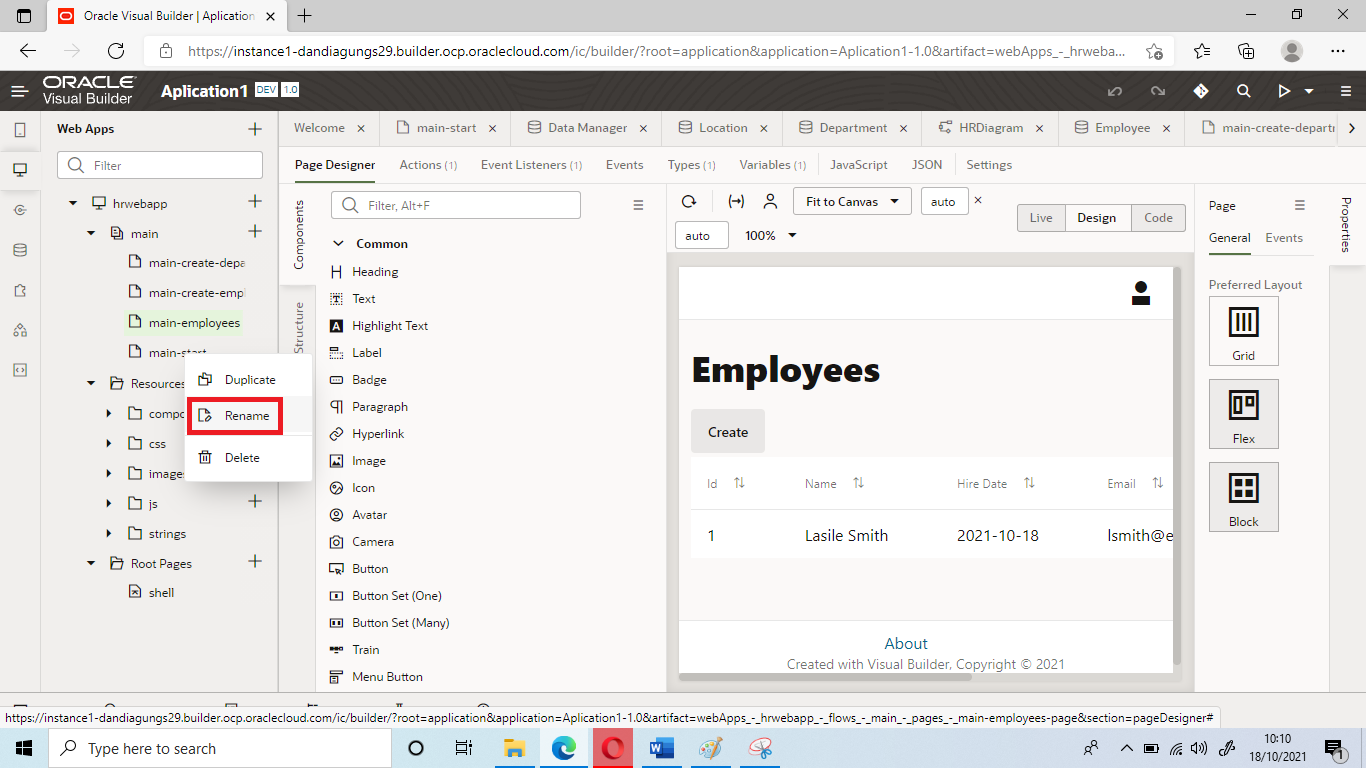 Oracle Visual Builder | Aplication
https://instance1-dandiagungs29.builder.ocp.oraclecloud.com/ic/builder/?root=application&application=Aplication1-1.0&artifact=webApps_-_hrweba...
ORACLE
Visual Builder
Aplication1 DEV 1.0
Web Apps
Welcome
main-start
Data Manager
Location
Department
HRDiagram
Employee
main-create-departr
Filter
Page Designer
Actions (1)
Event Listeners (1)
Events
Types (1)
Variables (1)
JavaScript
JSON
Settings
hrwebapp
main
main-create-depa
main-create-empl
main-employees
main-start
Resources
compo
css
images
js
strings
Root Pages
shell
Duplicate
Rename
Delete
Components
Structure
Filter, Alt+F
Common
Heading
Text
Highlight Text
Label
Badge
Paragraph
Hyperlink
Image
Icon
Avatar
Camera
Button
Button Set (One)
Button Set (Many)
Train
Menu Button
Fit to Canvas
auto
auto
100%
Live
Design
Code
Employees
Create
Id Name Hire Date Email
1 Lasile Smith 2021-10-18 lsmith@e
About
Created with Visual Builder, Copyright © 2021
Page
General
Events
Preferred Layout
Grid
Flex
Block
Properties
https://instance1-dandiagungs29.builder.ocp.oraclecloud.com/ic/builder/?root=application&application=Aplication1-1.0&artifact=webApps_-_hrwebapp_-_flows_-_main_-_pages_-_main-employees-page&section=pageDesigner#
Type here to search
10:10
18/10/2021
1